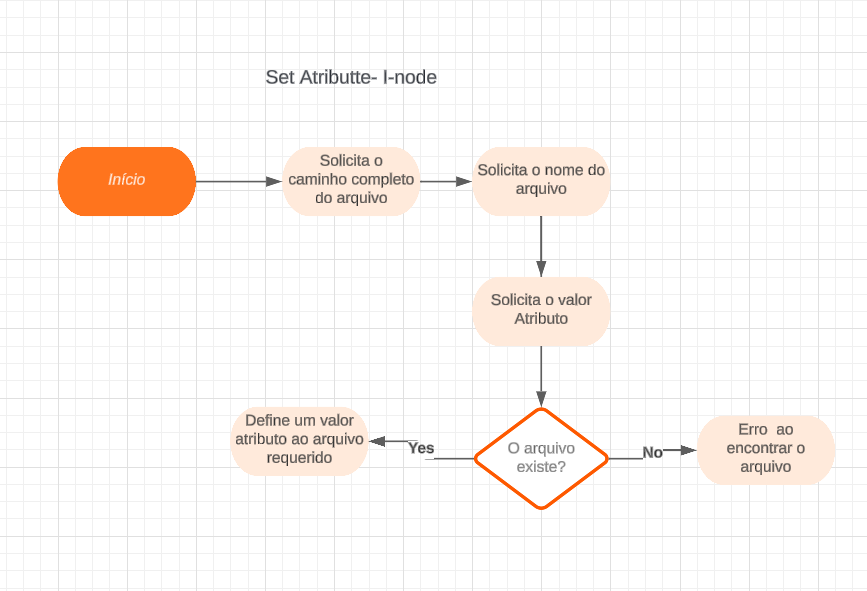 Set Atributte- I-node
Início
Solicita o
caminho completo
do arquivo
Solicita o nome do
arquivo
Solicita o valor
Atributo
Define um valor
atributo ao arquivo
requerido
Yes
O arquivo
existe?
No
Erro  ao
encontrar o
arquivo